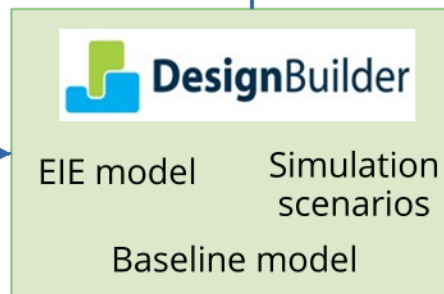 DesignBuilder
EIE model
Simulation
scenarios
Baseline model